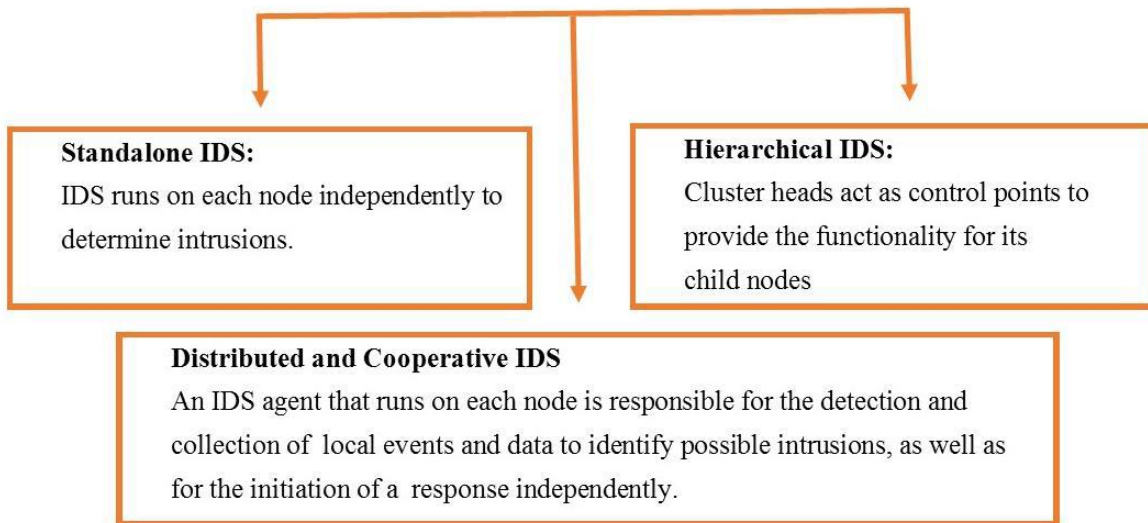 Standalone IDS:
IDS runs on each node independently to
determine intrusions.
Hierarchical IDS:
Cluster heads act as control points to
provide the functionality for its
child nodes
Distributed and Cooperative IDS
An IDS agent that runs on each node is responsible for the detection and
collection of local events and data to identify possible intrusions, as well as
for the initiation of a response independently.